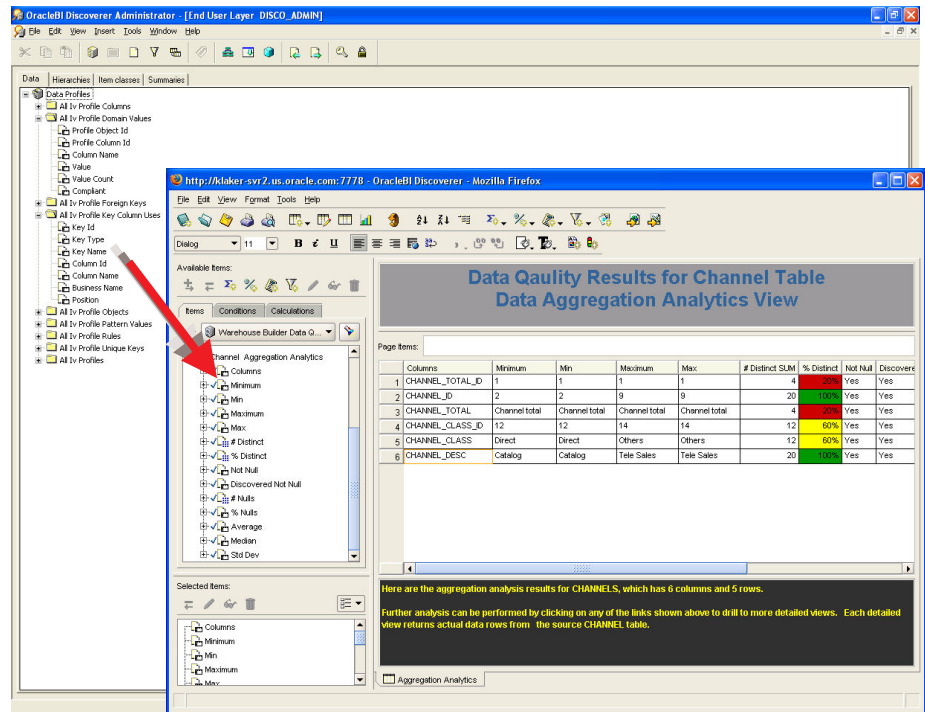 OracleBI Discoverer Administrator - [End User Layer DISCO_ADMIN]
File Edit View Insert Tools Window Help
Data Hierarchies Item classes Summaries
Data Profiles
All Iv Profile Columns
All Iv Profile Domain Values
Profile Object Id
Profile Column Id
Column Name
Value
Value Count
Compliant
All Iv Profile Foreign Keys
All Iv Profile Key Column Uses
Key Id
Key Type
Key Name
Column Id
Column Name
Business Name
Position
All Iv Profile Objects
All Iv Profile Pattern Values
All Iv Profile Rules
All Iv Profile Unique Keys
All Iv Profiles
http://klaker-svr2.us.oracle.com:7778 - OracleBI Discoverer - Mozilla Firefox
File Edit View Format Tools Help
Dialog 11 B i U
Available Items:
Items Conditions Calculations
Warehouse Builder Data Q...
Channel Aggregation Analytics
Columns
Minimum
Min
Maximum
Max
# Distinct
% Distinct
Not Null
Discovered Not Null
# Nulls
% Nulls
Average
Median
Std Dev
Selected Items:
Columns
Minimum
Min
Maximum
Max
Data Qaulity Results for Channel Table
Data Aggregation Analytics View
Page Items:
Columns Minimum Min Maximum Max # Distinct SUM % Distinct Not Null Discovere
1 CHANNEL_TOTAL_ID 1 1 1 1 4 20% Yes Yes
2 CHANNEL_ID 2 2 9 9 20 100% Yes Yes
3 CHANNEL_TOTAL Channel total Channel total Channel total Channel total 4 20% Yes Yes
4 CHANNEL_CLASS_ID 12 12 14 14 12 60% Yes Yes
5 CHANNEL_CLASS Direct Direct Others Others 12 60% Yes Yes
6 CHANNEL_DESC Catalog Catalog Tele Sales Tele Sales 20 100% Yes Yes
Here are the aggregation analysis results for CHANNELS, which has 6 columns and 5 rows.
Further analysis can be performed by clicking on any of the links shown above to drill to more detailed views. Each detailed
view returns actual data rows from the source CHANNEL table.
Aggregation Analytics